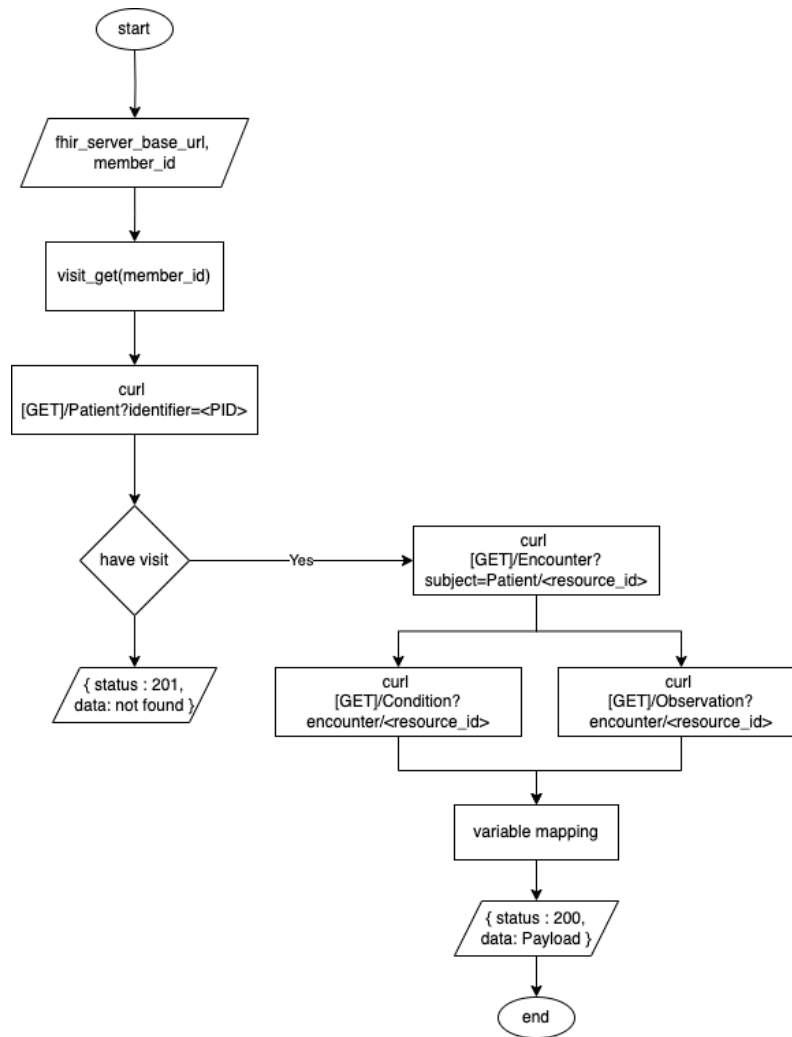 start
fhir_server_base_url,
member_id
visit_get(member_id)
curl
[GET]/Patient?identifier=<PID>
have visit
Yes
curl
[GET]/Encounter?
subject=Patient/<resource_id>
{ status : 201,
data: not found }
curl
[GET]/Condition?
encounter/<resource_id>
curl
[GET]/Observation?
encounter/<resource_id>
variable mapping
{ status : 200,
data: Payload }
end